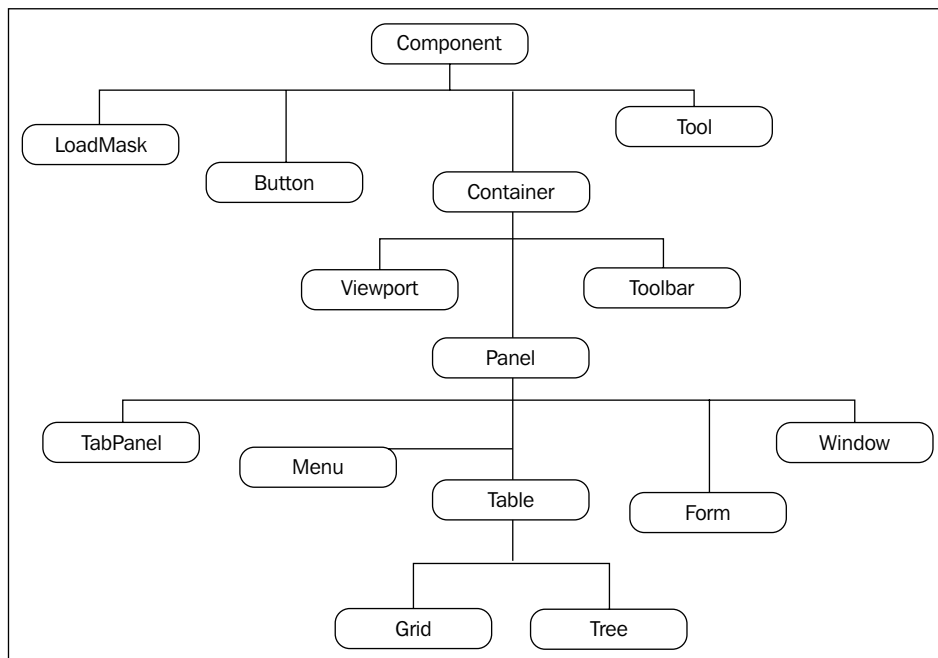 Component
LoadMask
Button
Container
Tool
Viewport
Toolbar
Panel
TabPanel
Menu
Table
Form
Window
Grid
Tree